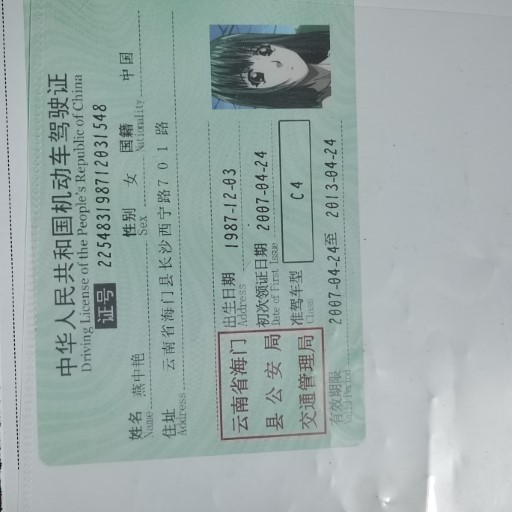 中华人民共和国机动车驾驶证
Driving License of the People's Republic of China
证号 225483198712031548
姓名 燕中艳 性别 女 国籍 中国
Name Sex Nationality
住址 云南省海门县长沙西宁路701路
Address
出生日期 1987-12-03
Address
初次领证日期 2007-04-24
Date of First Issue
准驾车型 C4
Class
有效期限 2007-04-24至 2013-04-24
云南省海门
县公安局
交通管理局